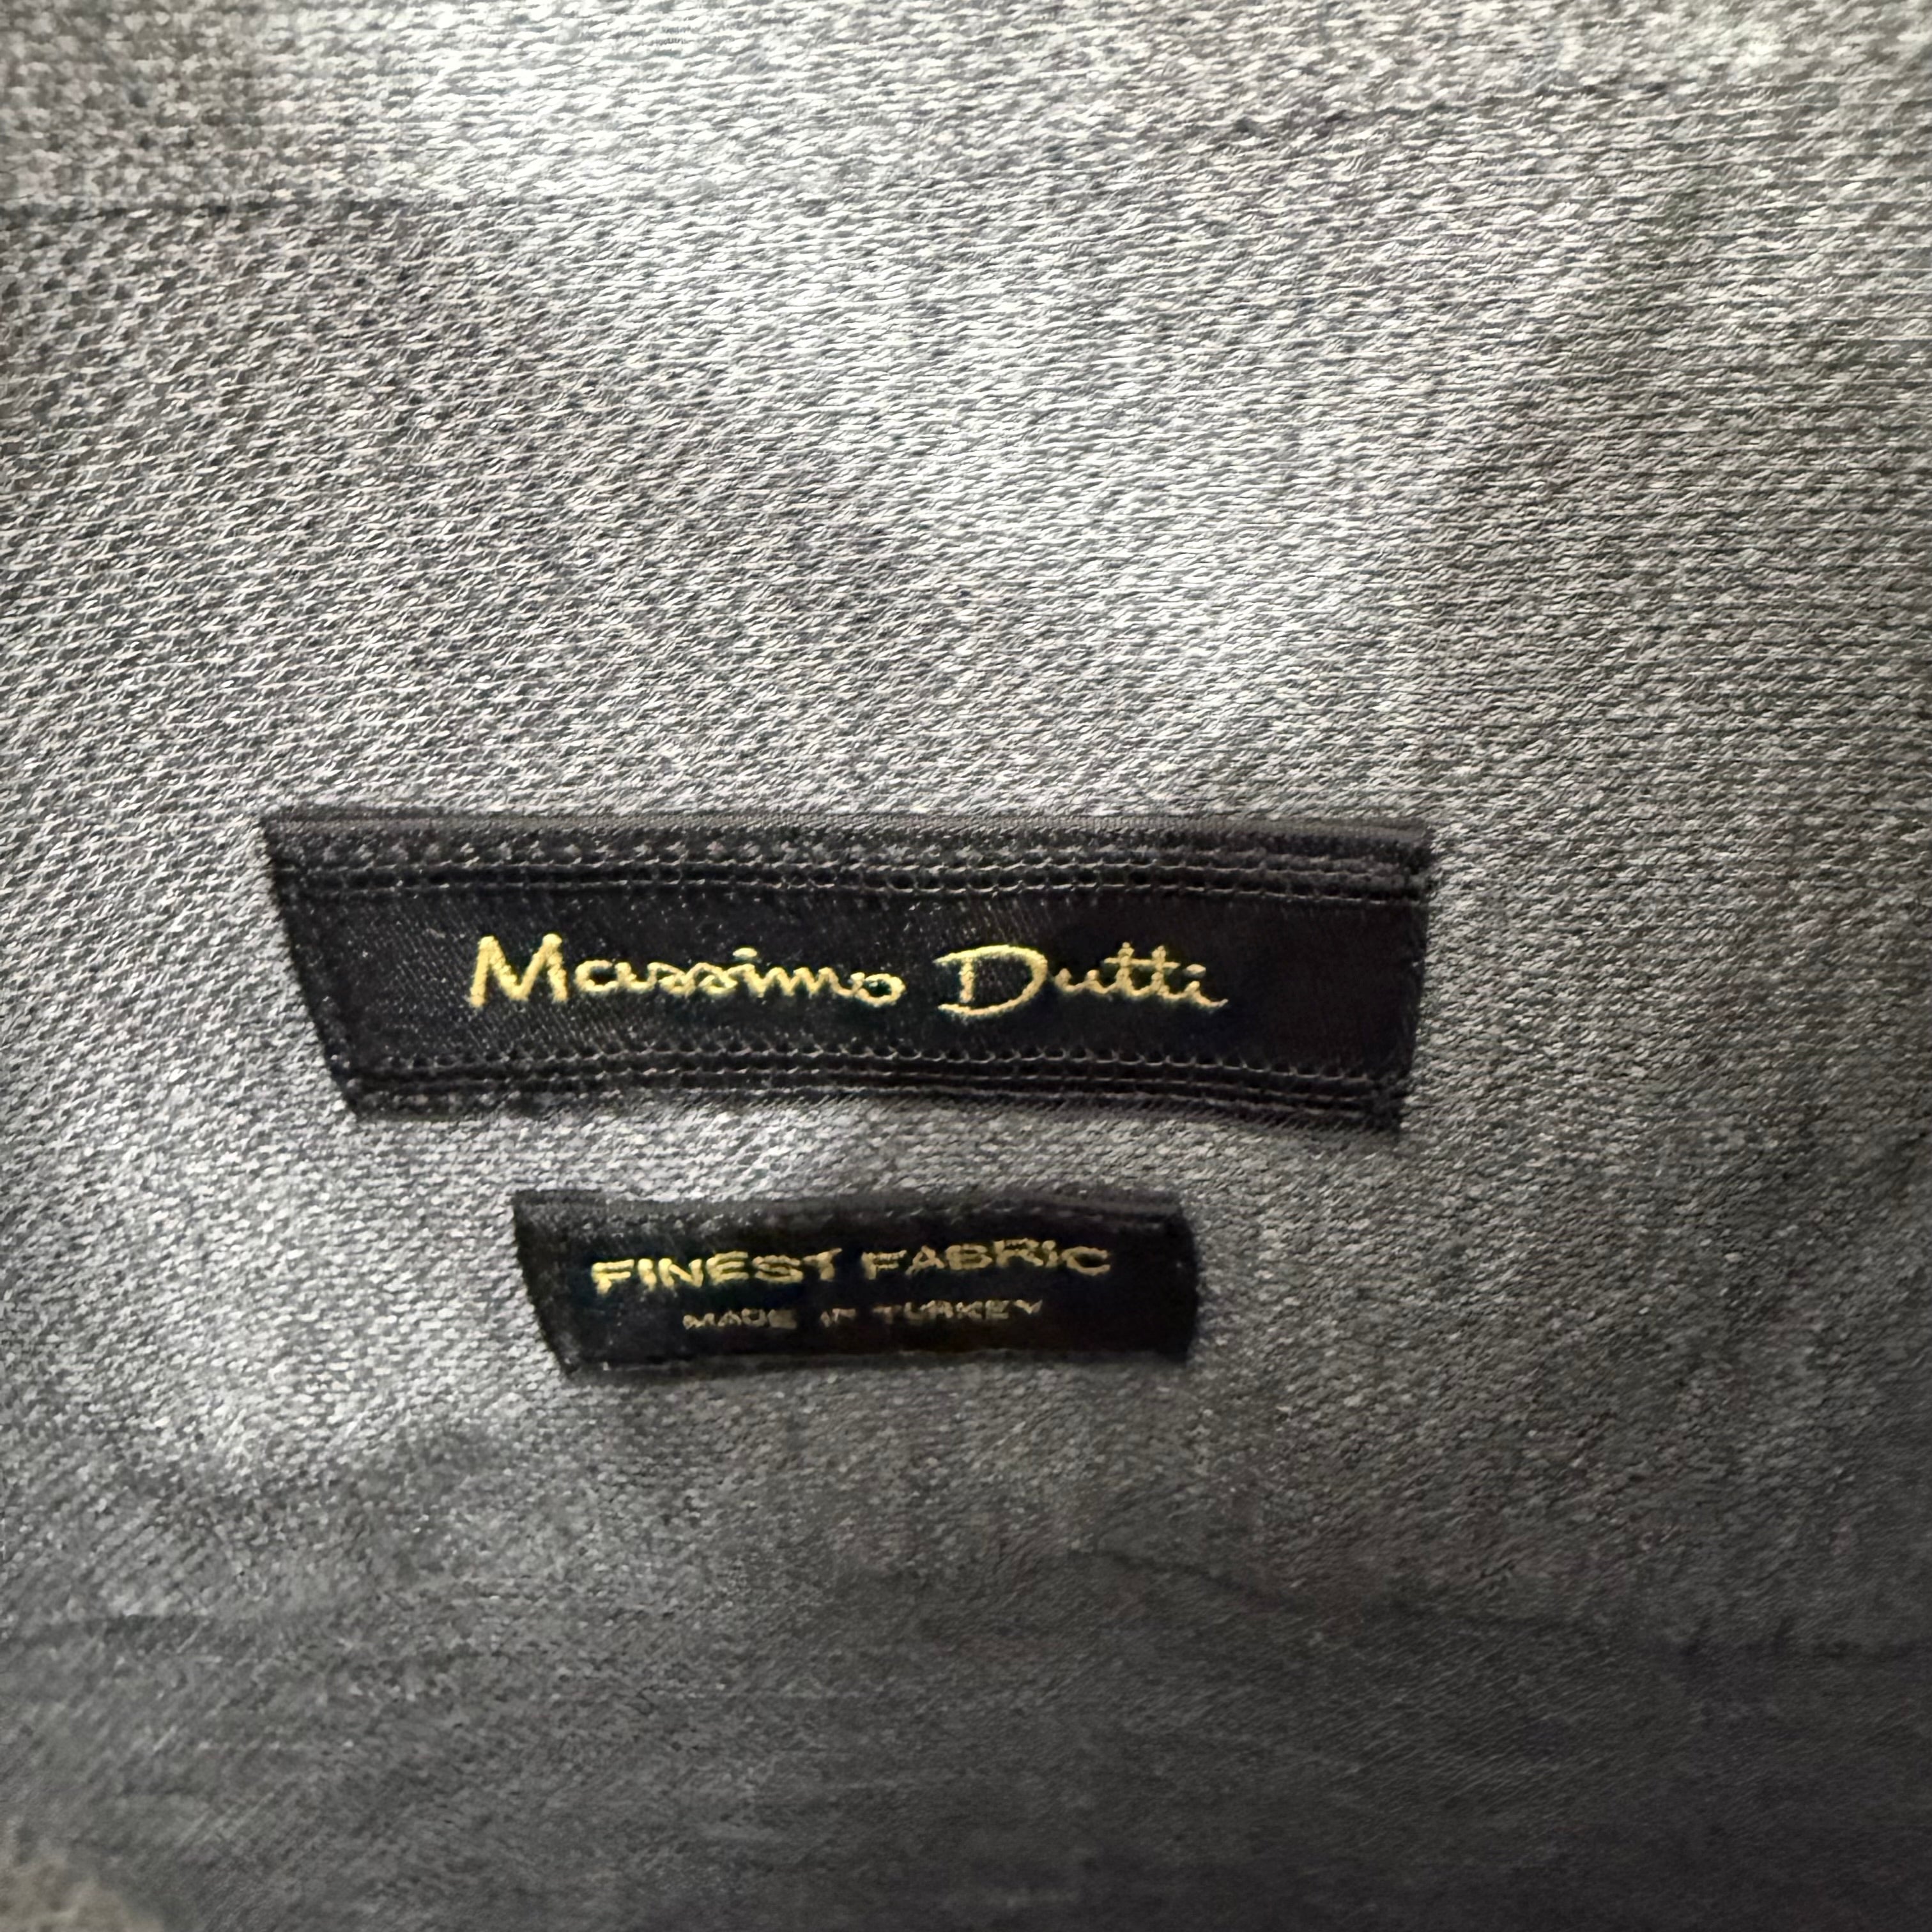 Massimo Dutti
FINEST FABRIC
MADE IN TURKEY